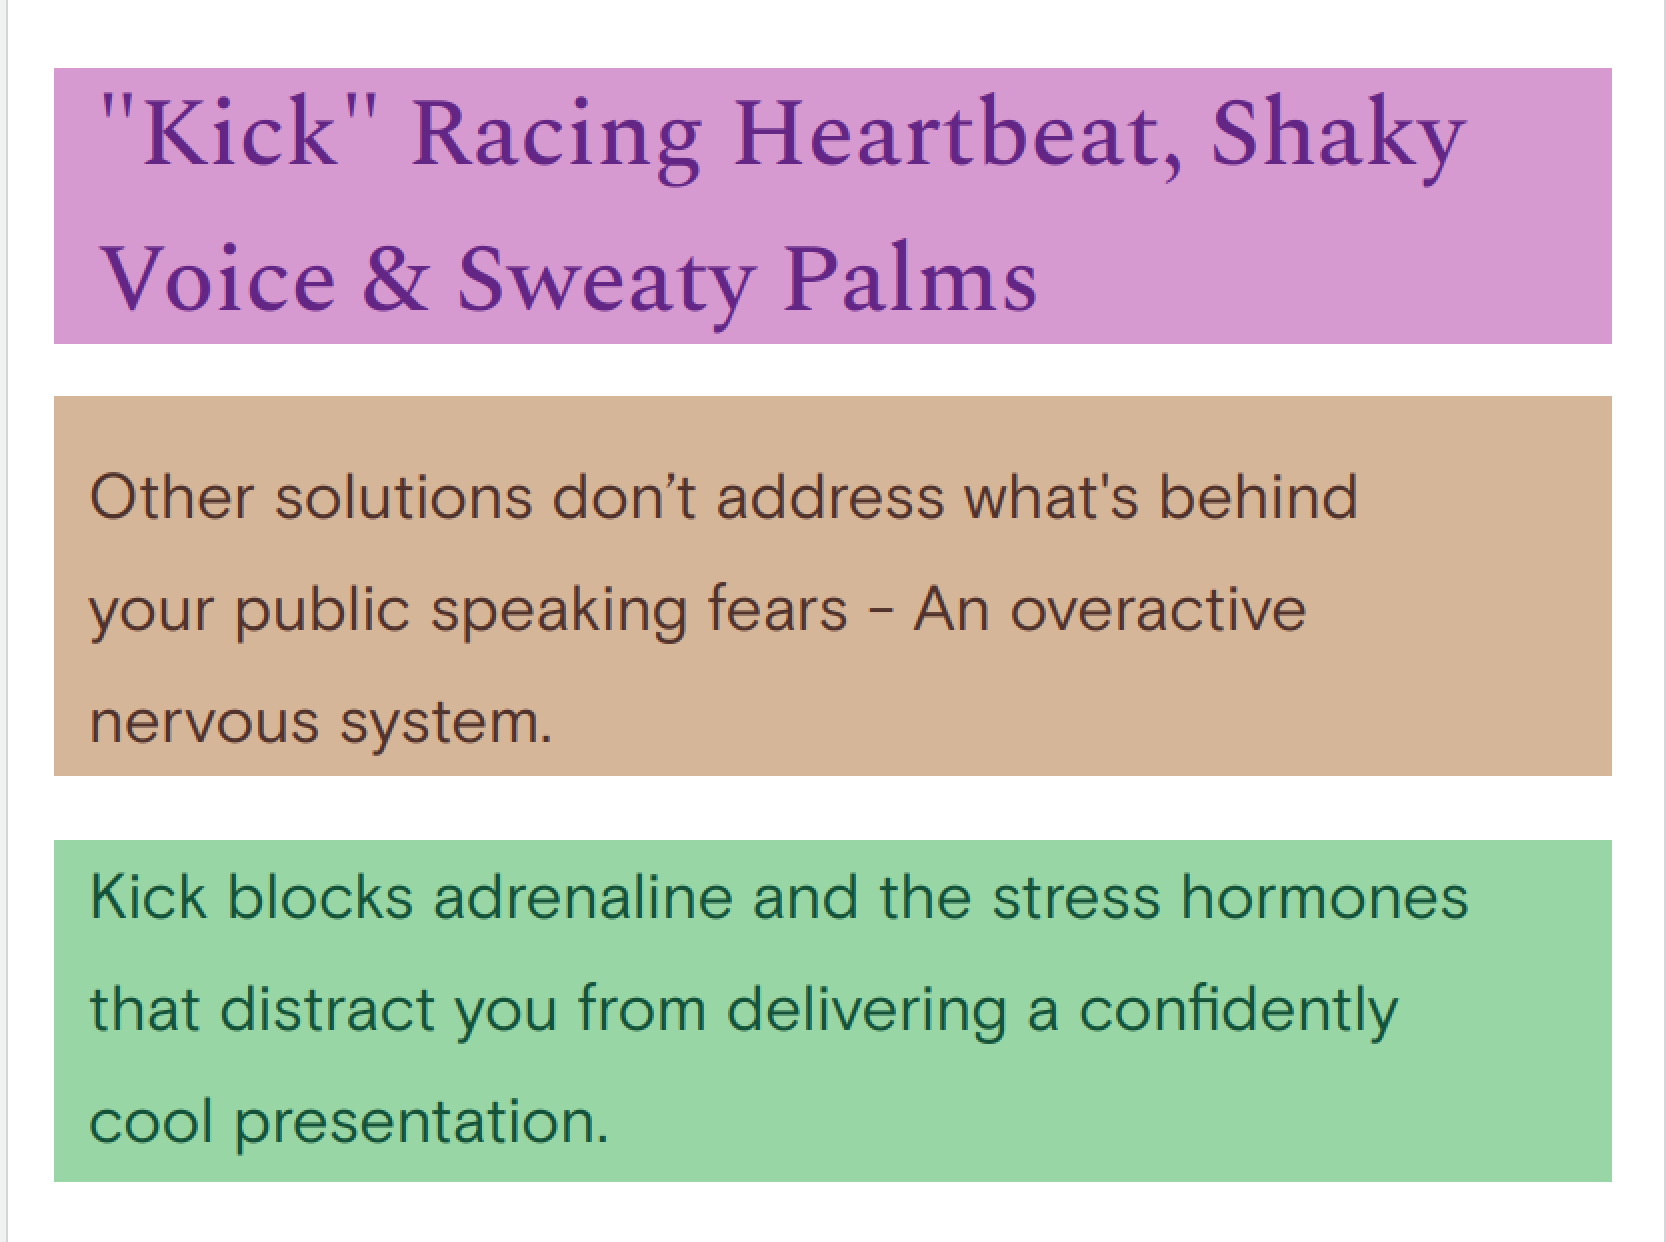 "Kick" Racing Heartbeat, Shaky
Voice & Sweaty Palms
Other solutions don’t address what's behind
your public speaking fears – An overactive
nervous system.
Kick blocks adrenaline and the stress hormones
that distract you from delivering a confidently
cool presentation.